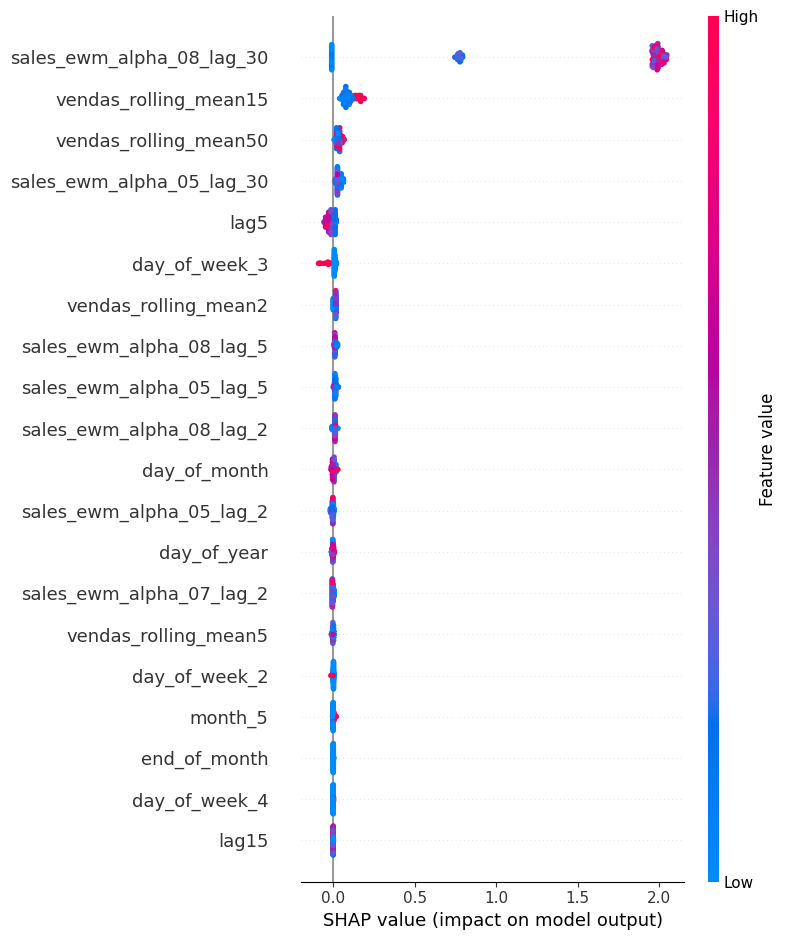 High
sales_ewm_alpha_08_lag_30
vendas_rolling_mean15
vendas_rolling_mean50
sales_ewm_alpha_05_lag_30
lag5
day_of_week_3
vendas_rolling_mean2
sales_ewm_alpha_08_lag_5
sales_ewm_alpha_05_lag_5
sales_ewm_alpha_08_lag_2
day_of_month
sales_ewm_alpha_05_lag_2
day_of_year
sales_ewm_alpha_07_lag_2
vendas_rolling_mean5
day_of_week_2
month_5
end_of_month
day_of_week_4
lag15
Feature value
Low
0.0 0.5 1.0 1.5 2.0
SHAP value (impact on model output)